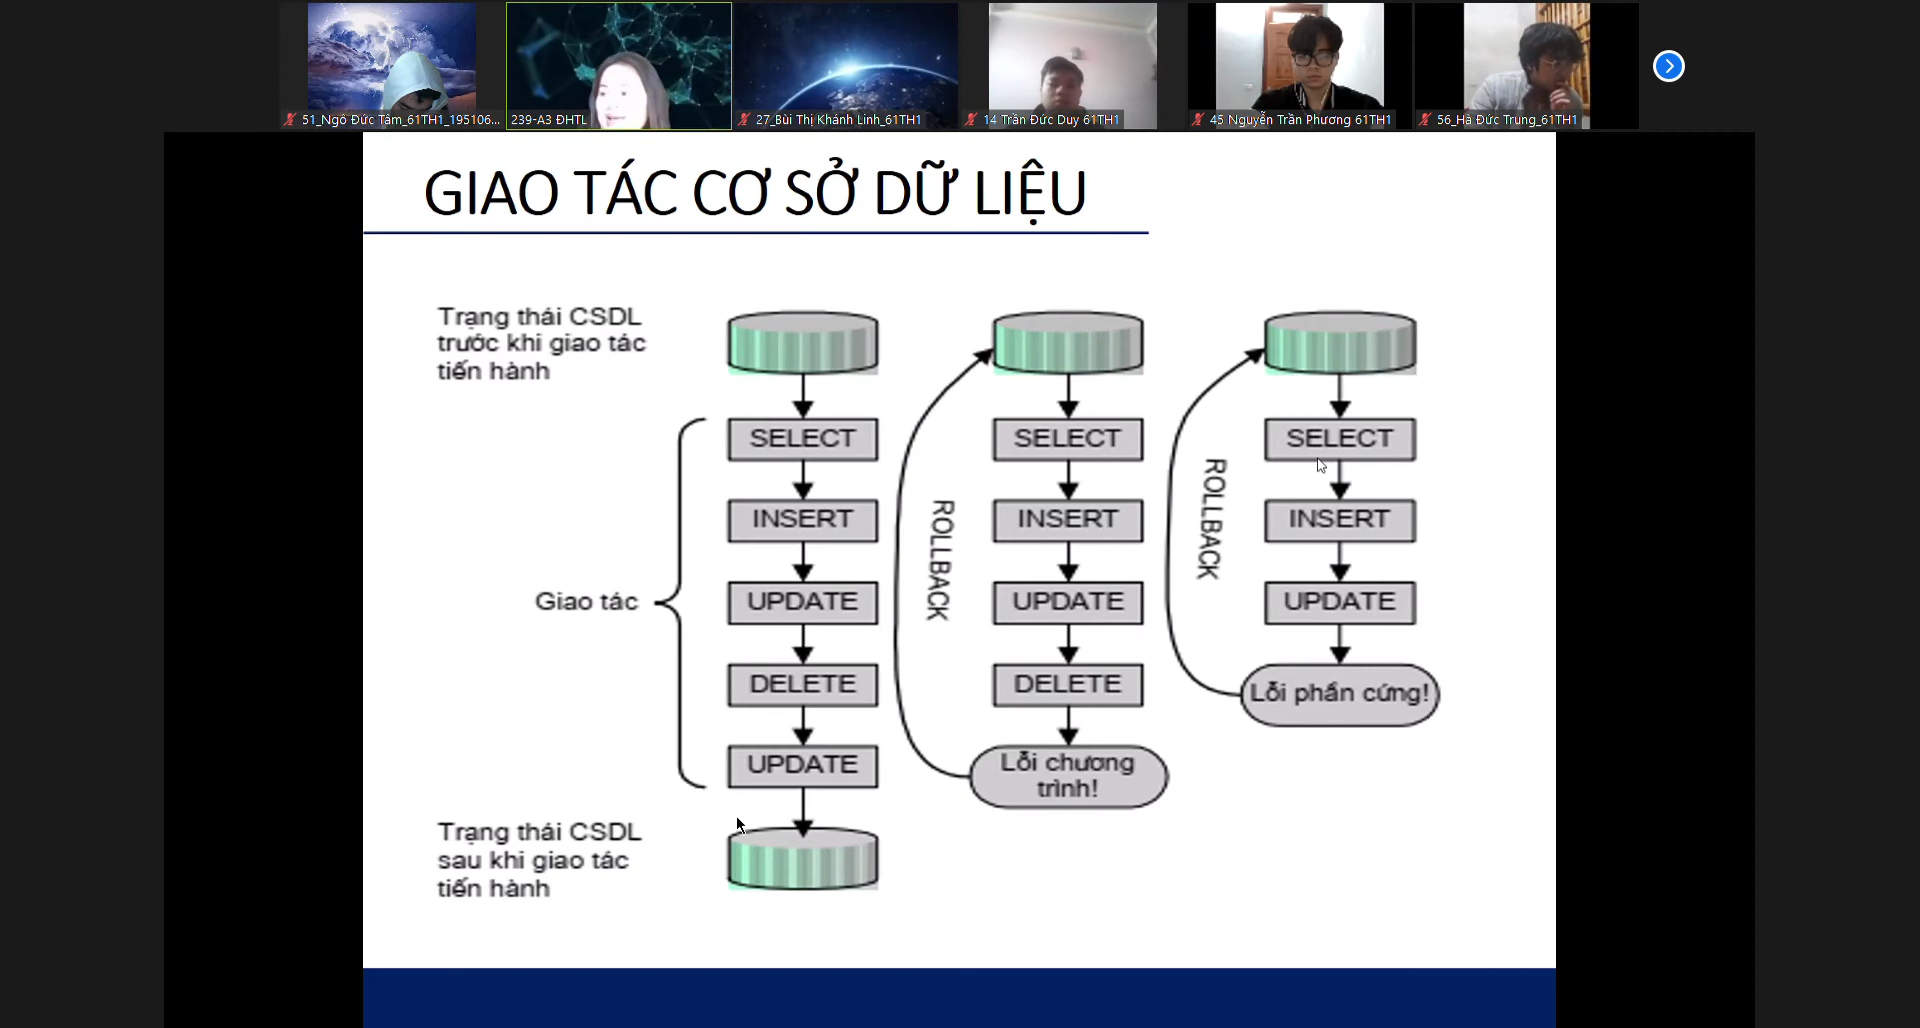 51_Ngô Đức Tâm_61TH1_195106...
239-A3 ĐHTL
27_Bùi Thị Khánh Linh_61TH1
14 Trần Đức Duy 61TH1
45 Nguyễn Trần Phương 61TH1
56_Hà Đức Trung_61TH1
GIAO TÁC CƠ SỞ DỮ LIỆU
Trạng thái CSDL
trước khi giao tác
tiến hành
Giao tác
SELECT
INSERT
UPDATE
DELETE
UPDATE
Trạng thái CSDL
sau khi giao tác
tiến hành
ROLLBACK
SELECT
INSERT
UPDATE
DELETE
Lỗi chương
trình!
ROLLBACK
SELECT
INSERT
UPDATE
Lỗi phần cứng!